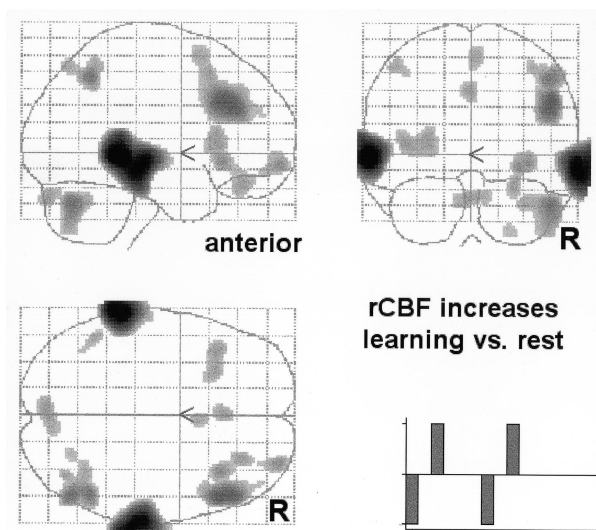 anterior
R
rCBF increases
learning vs. rest
R